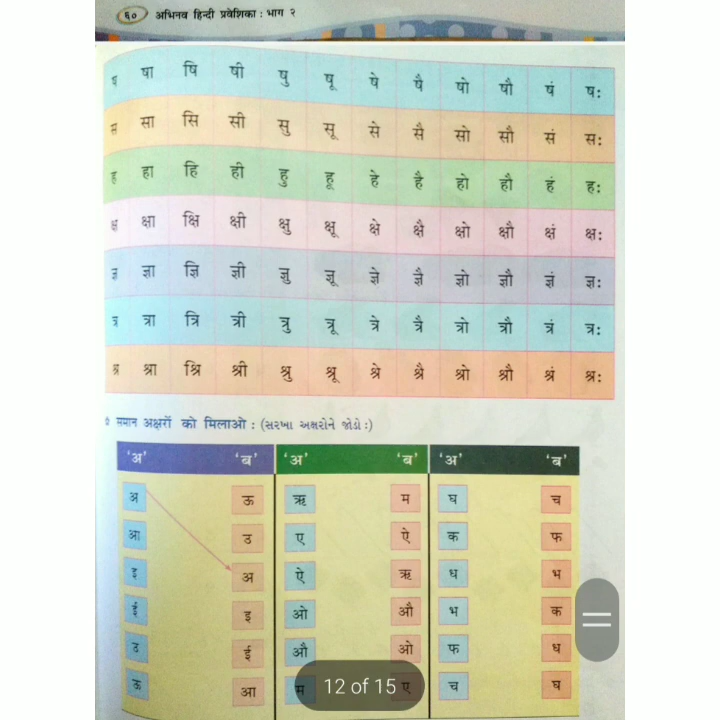 ६० अभिनव हिन्दी प्रवेशिका : भाग २
ष षा षि षी षु षू षे षै षो षौ षं षः
स सा सि सी सु सू से सै सो सौ सं सः
ह हा हि ही हु हू हे है हो हौ हं हः
क्ष क्षा क्षि क्षी क्षु क्षू क्षे क्षै क्षो क्षौ क्षं क्षः
ज्ञ ज्ञा ज्ञि ज्ञी ज्ञु ज्ञू ज्ञे ज्ञै ज्ञो ज्ञौ ज्ञं ज्ञः
त्र त्रा त्रि त्री त्रु त्रू त्रे त्रै त्रो त्रौ त्रं त्रः
श्र श्रा श्रि श्री श्रु श्रू श्रे श्रै श्रो श्रौ श्रं श्रः
समान अक्षरों को मिलाओ : (સરખા અક્ષરોને જોડો :)
'अ' 'ब' 'अ' 'ब' 'अ' 'ब'
अ ऊ ऋ म घ च
आ उ ए ऐ क फ
इ अ ऐ ऋ ध भ
ई इ ओ औ भ क
उ ई औ ओ फ ध
ऊ आ म ए च घ
12 of 15